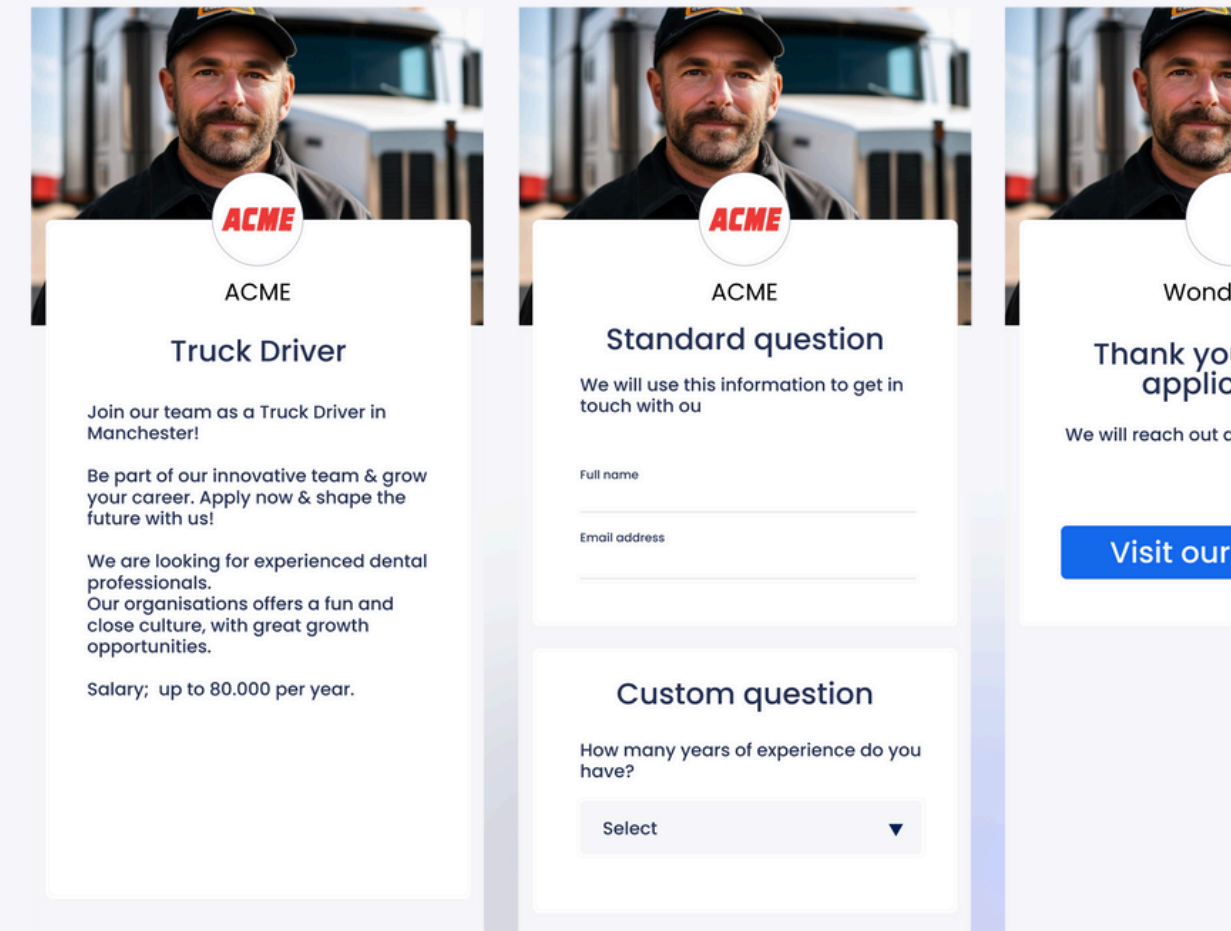 ACME
ACME
Truck Driver
Join our team as a Truck Driver in
Manchester!
Be part of our innovative team & grow
your career. Apply now & shape the
future with us!
We are looking for experienced dental
professionals.
Our organisations offers a fun and
close culture, with great growth
opportunities.
Salary;  up to 80.000 per year.
ACME
ACME
Standard question
We will use this information to get in
touch with ou
Full name
Email address
Custom question
How many years of experience do you
have?
Select
Wond
Thank yo
applic
We will reach out
Visit our